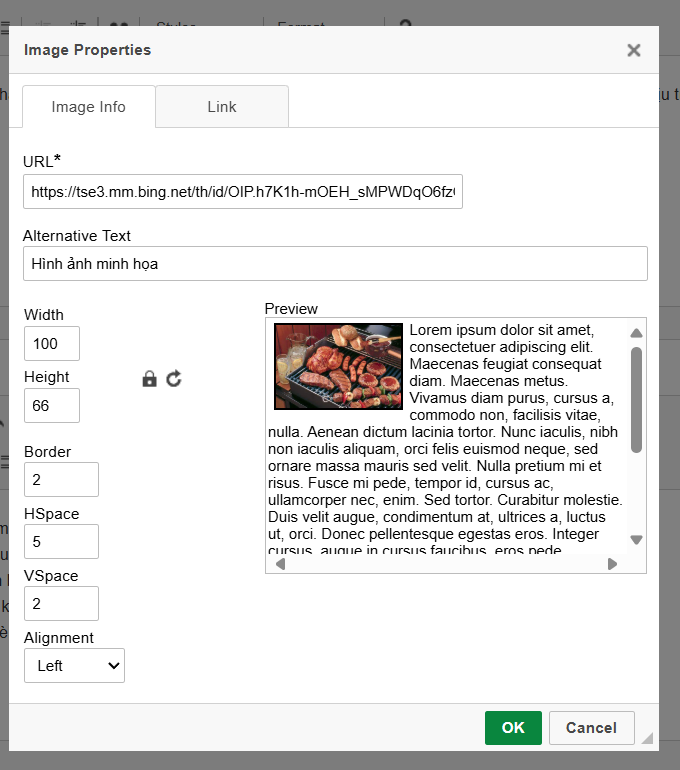 Styles
Format
Image Properties
Image Info
Link
URL*
https://tse3.mm.bing.net/th/id/OIP.h7K1h-mOEH_sMPWDqO6fz
Alternative Text
Hình ảnh minh họa
Width
100
Height
66
Border
2
HSpace
5
VSpace
2
Alignment
Left
Preview
Lorem ipsum dolor sit amet,
consectetuer adipiscing elit.
Maecenas feugiat consequat
diam. Maecenas metus.
Vivamus diam purus, cursus a,
commodo non, facilisis vitae,
nulla. Aenean dictum lacinia tortor. Nunc iaculis, nibh
non iaculis aliquam, orci felis euismod neque, sed
ornare massa mauris sed velit. Nulla pretium mi et
risus. Fusce mi pede, tempor id, cursus ac,
ullamcorper nec, enim. Sed tortor. Curabitur molestie.
Duis velit augue, condimentum at, ultrices a, luctus
ut, orci. Donec pellentesque egestas eros. Integer
cursus, augue in cursus faucibus, eros pede
OK
Cancel